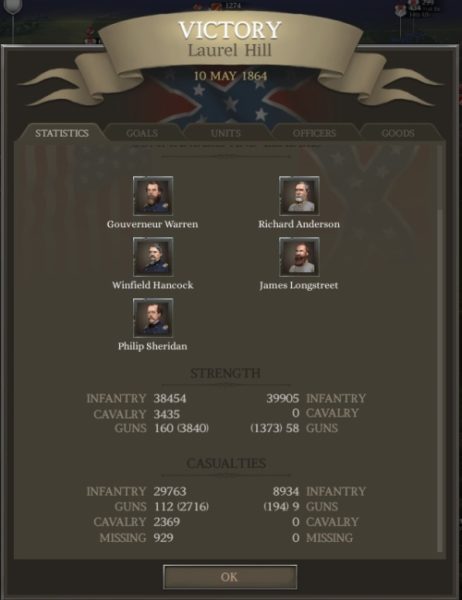 1274
VICTORY
Laurel Hill
10 MAY 1864
STATISTICS GOALS UNITS OFFICERS GOODS
Gouverneur Warren Richard Anderson
Winfield Hancock James Longstreet
Philip Sheridan
STRENGTH
INFANTRY 38454 39905 INFANTRY
CAVALRY 3435 0 CAVALRY
GUNS 160 (3840) (1373) 58 GUNS
CASUALTIES
INFANTRY 29763 8934 INFANTRY
GUNS 112 (2716) (194) 9 GUNS
CAVALRY 2369 0 CAVALRY
MISSING 929 0 MISSING
OK